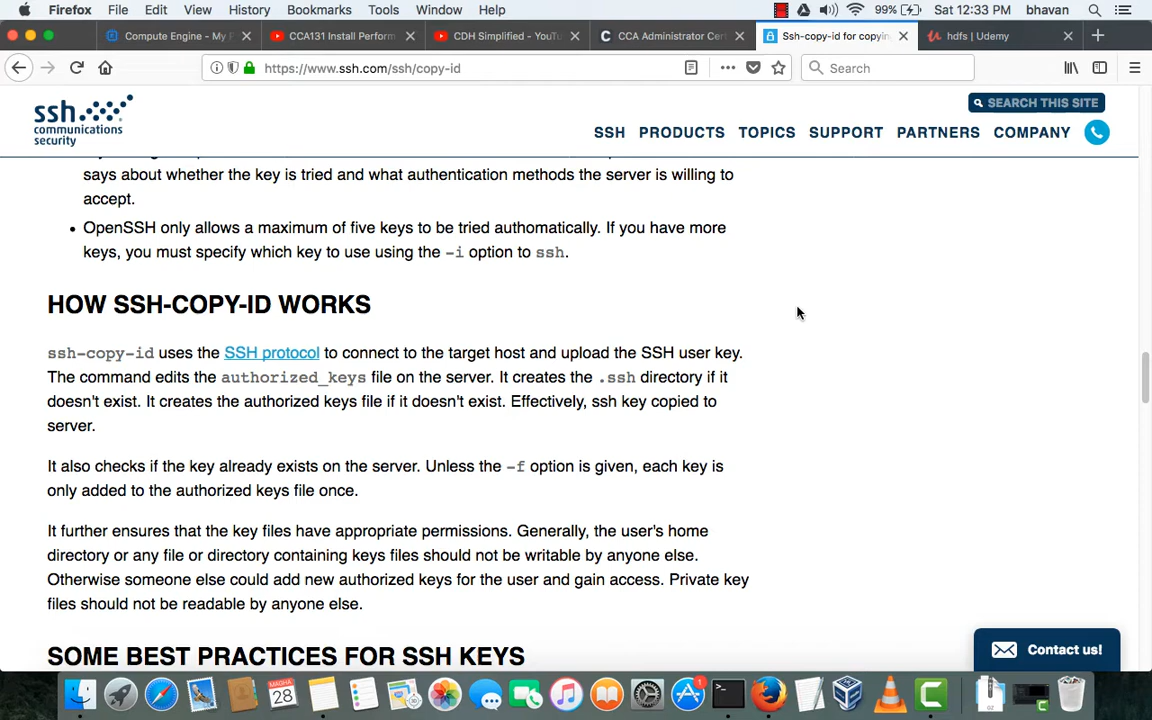 Firefox File Edit View History Bookmarks Tools Window Help 99% Sat 12:33 PM bhavan
Compute Engine - My P
CCA131 Install Perform
CDH Simplified - YouTu
CCA Administrator Cer
Ssh-copy-id for copyin
hdfs | Udemy
https://www.ssh.com/ssh/copy-id
Search
ssh
communications
security
SEARCH THIS SITE
SSH PRODUCTS TOPICS SUPPORT PARTNERS COMPANY
says about whether the key is tried and what authentication methods the server is willing to
accept.
• OpenSSH only allows a maximum of five keys to be tried authomatically. If you have more
keys, you must specify which key to use using the -i option to ssh.
HOW SSH-COPY-ID WORKS
ssh-copy-id uses the SSH protocol to connect to the target host and upload the SSH user key.
The command edits the authorized_keys file on the server. It creates the .ssh directory if it
doesn't exist. It creates the authorized keys file if it doesn't exist. Effectively, ssh key copied to
server.
It also checks if the key already exists on the server. Unless the -f option is given, each key is
only added to the authorized keys file once.
It further ensures that the key files have appropriate permissions. Generally, the user's home
directory or any file or directory containing keys files should not be writable by anyone else.
Otherwise someone else could add new authorized keys for the user and gain access. Private key
files should not be readable by anyone else.
SOME BEST PRACTICES FOR SSH KEYS
Contact us!
MAGHA
28
1